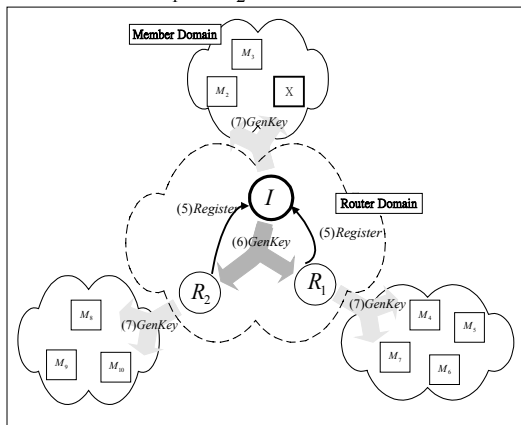 Member Domain
M₃
M₂
X
(7)GenKey
I
Router Domain
(5)Register
(5)Register
(6)GenKey
R₂
R₁
(7)GenKey
(7)GenKey
M₈
M₉
M₁₀
M₄
M₅
M₇
M₆